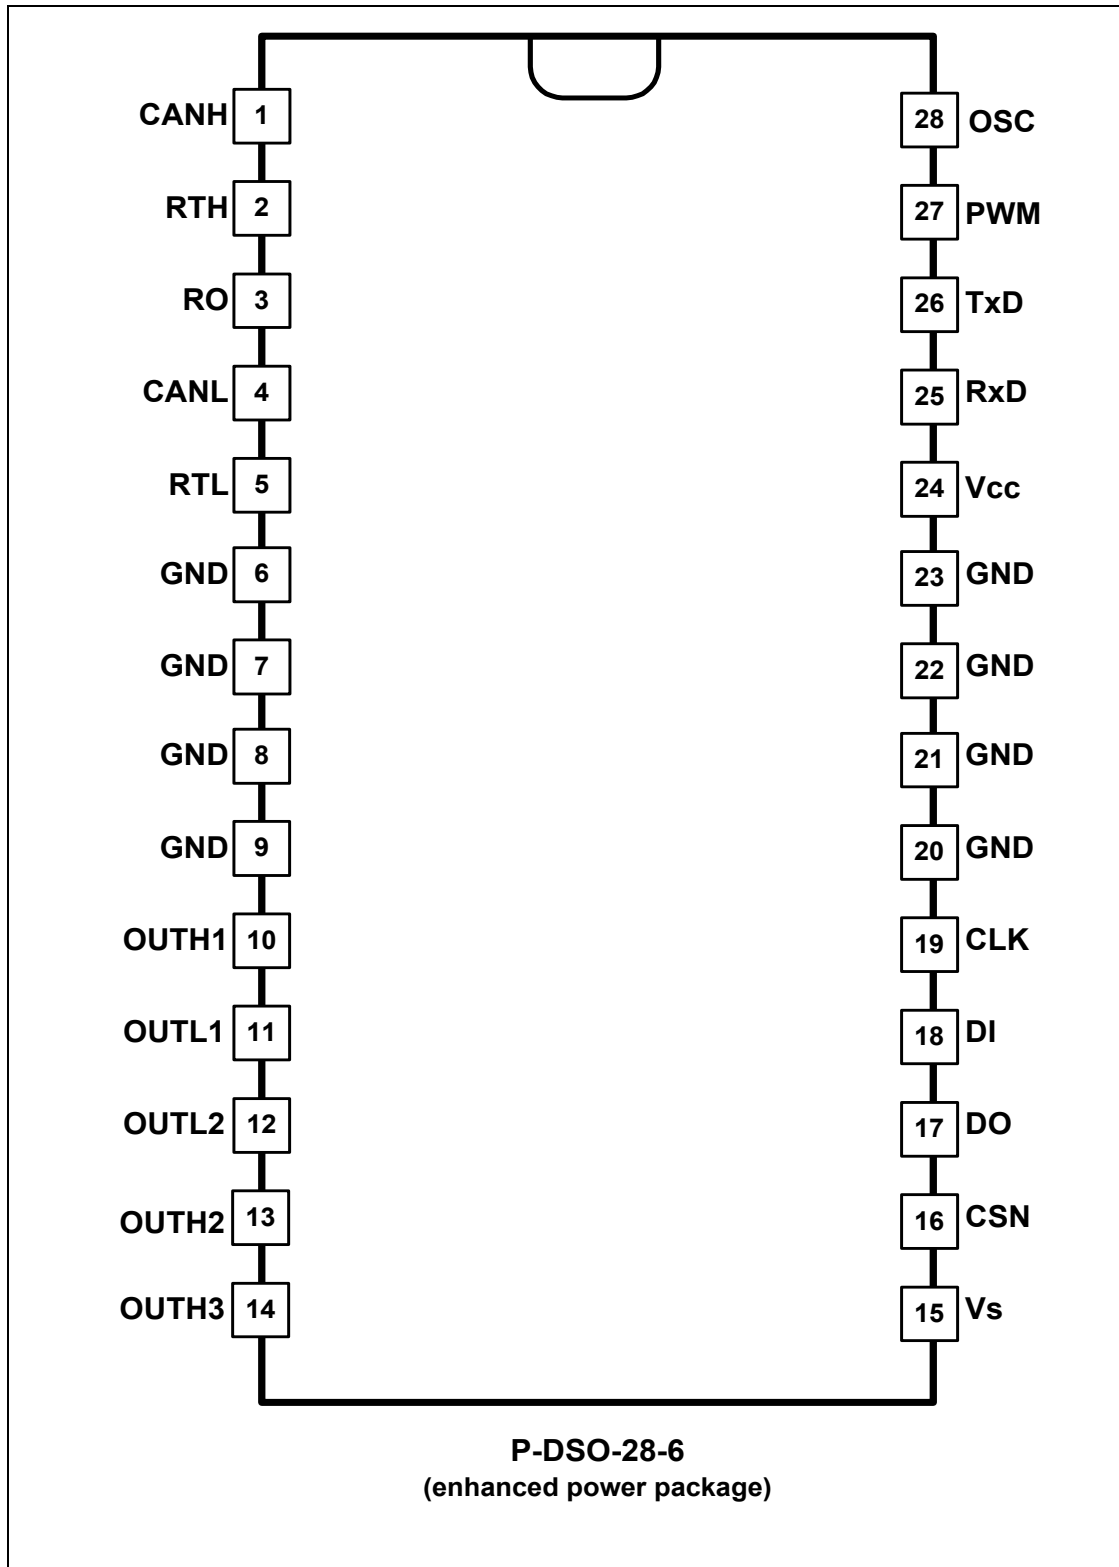 CANH 1 28 OSC
RTH 2 27 PWM
RO 3 26 TxD
CANL 4 25 RxD
RTL 5 24 Vcc
GND 6 23 GND
GND 7 22 GND
GND 8 21 GND
GND 9 20 GND
OUTH1 10 19 CLK
OUTL1 11 18 DI
OUTL2 12 17 DO
OUTH2 13 16 CSN
OUTH3 14 15 Vs
P-DSO-28-6
(enhanced power package)